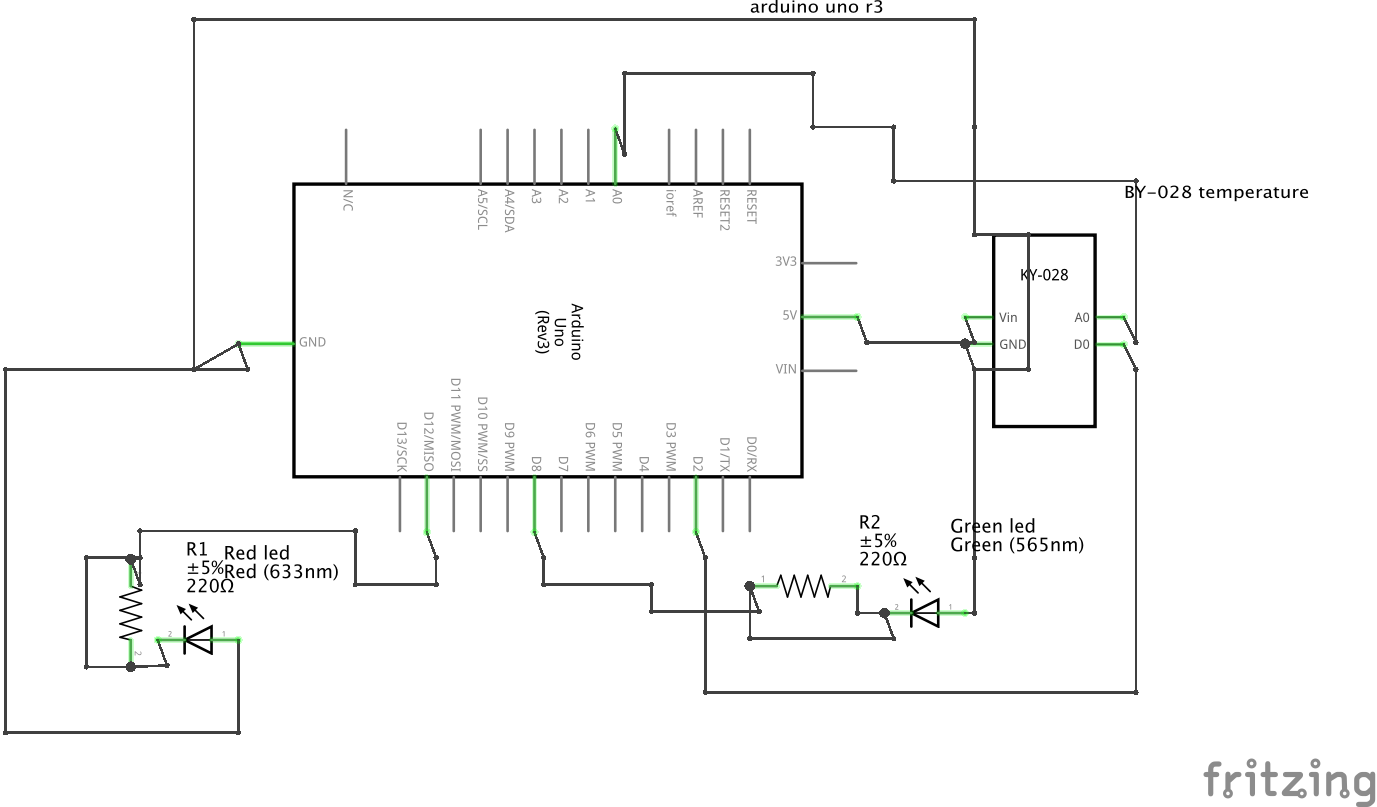 arduino uno r3
BY-028 temperature
N/C
A5/SCL
A4/SDA
A3
A2
A1
A0
ioref
AREF
RESET2
RESET
3V3
5V
VIN
GND
Arduino
Uno
(Rev3)
KY-028
Vin
GND
A0
D0
D13/SCK
D12/MISO
D11 PWM/MOSI
D10 PWM/SS
D9 PWM
D8
D7
D6 PWM
D5 PWM
D4
D3 PWM
D2
D1/TX
D0/RX
R1
±5%
220Ω
Red led
Red (633nm)
2
2
1
R2
±5%
220Ω
1
2
Green led
Green (565nm)
2
1
fritzing